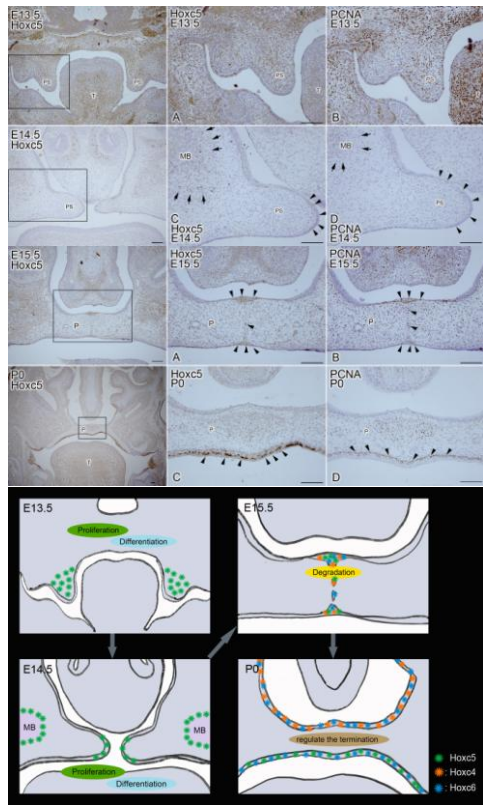 E13.5
Hoxc5
PS
T
PS
Hoxc5
E13.5
PS
T
A
PCNA
E13.5
PS
T
B
E14.5
Hoxc5
PS
MB
PS
C
Hoxc5
E14.5
MB
PS
D
PCNA
E14.5
E15.5
Hoxc5
P
Hoxc5
E15.5
P
A
PCNA
E15.5
P
B
P0
Hoxc5
P
T
Hoxc5
P0
P
C
PCNA
P0
P
D
E13.5
Proliferation
Differentiation
E15.5
Degradation
E14.5
MB
MB
Proliferation
Differentiation
P0
regulate the termination
: Hoxc5
: Hoxc4
: Hoxc6